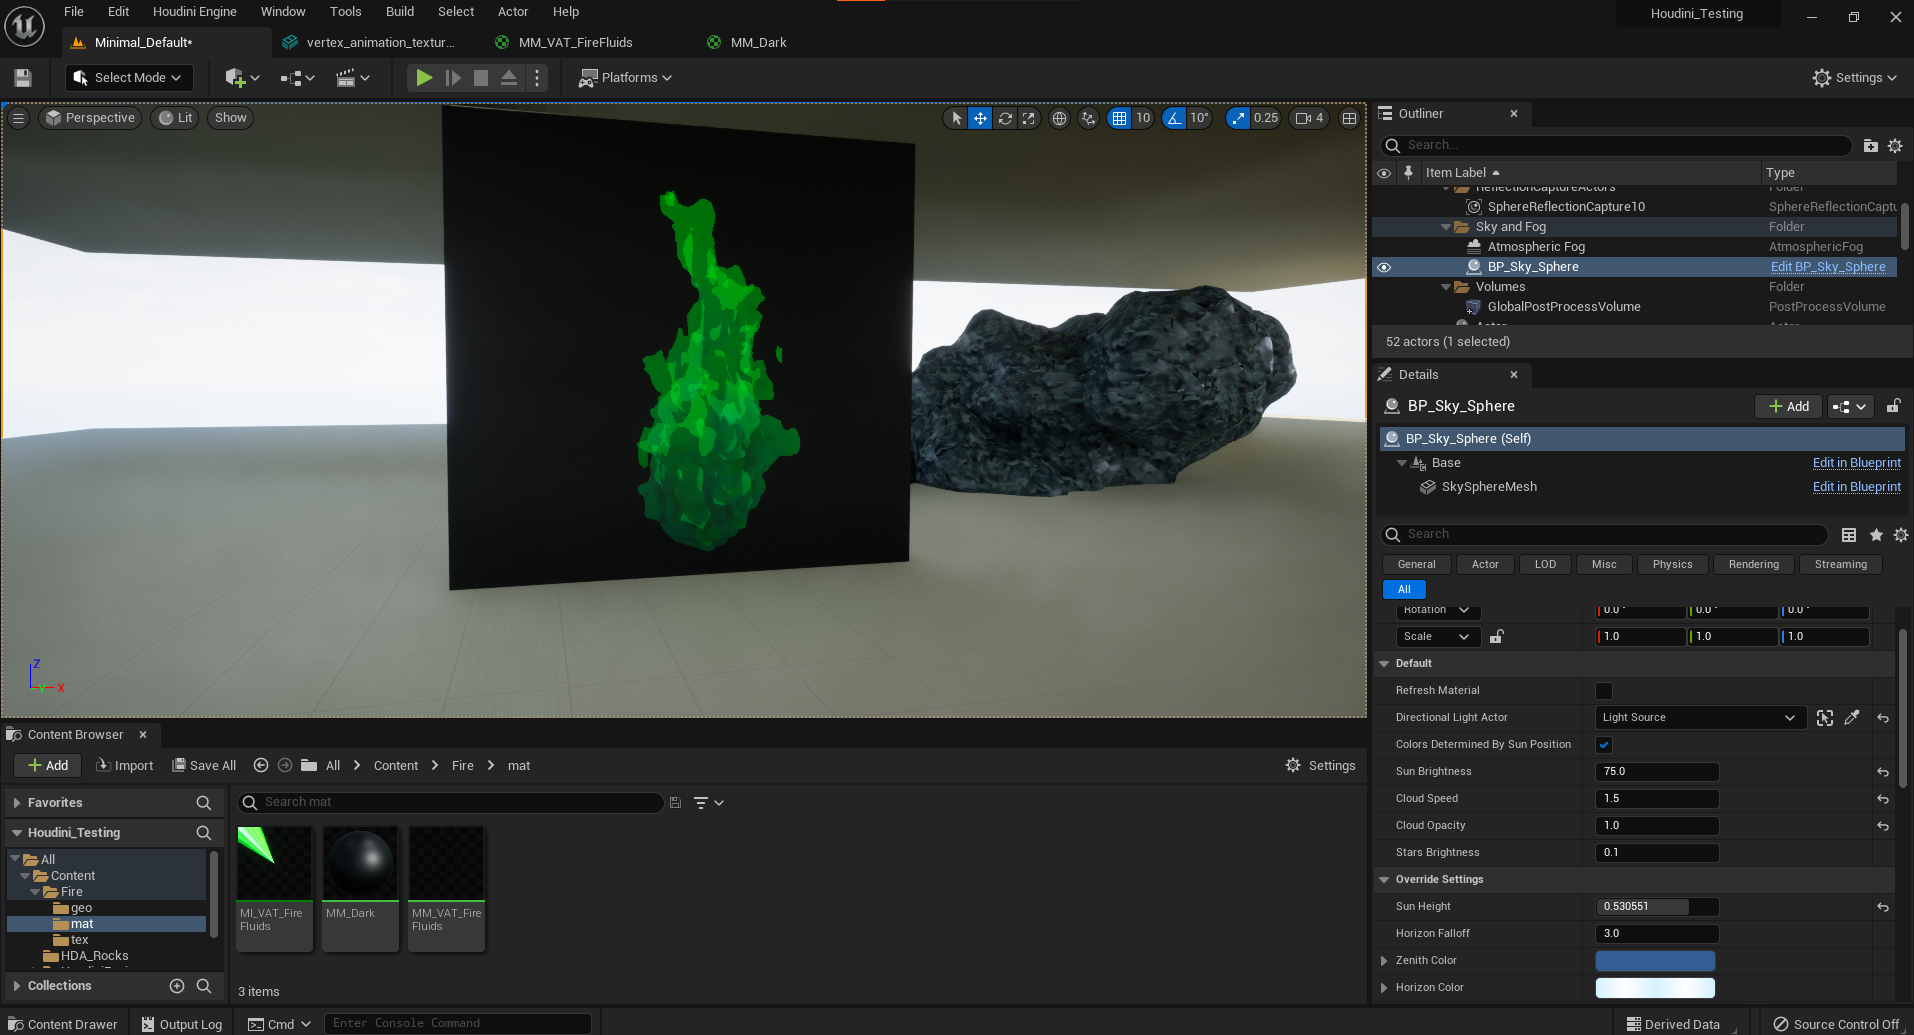 File Edit Houdini Engine Window Tools Build Select Actor Help
Houdini_Testing
Minimal_Default* vertex_animation_textur... MM_VAT_FireFluids MM_Dark
Select Mode Platforms Settings
Perspective Lit Show 10 10° 0.25 4
Z
Y X
Outliner
Search...
Item Label Type
ReflectionCaptureActors Folder
SphereReflectionCapture10 SphereReflectionCaptu
Sky and Fog Folder
Atmospheric Fog AtmosphericFog
BP_Sky_Sphere Edit BP_Sky_Sphere
Volumes Folder
GlobalPostProcessVolume PostProcessVolume
Actor Actor
52 actors (1 selected)
Details
BP_Sky_Sphere Add
BP_Sky_Sphere (Self)
Base Edit in Blueprint
SkySphereMesh Edit in Blueprint
Search
General Actor LOD Misc Physics Rendering Streaming
All
Rotation 0.0° 0.0° 0.0°
Scale 1.0 1.0 1.0
Default
Refresh Material
Directional Light Actor Light Source
Colors Determined By Sun Position
Sun Brightness 75.0
Cloud Speed 1.5
Cloud Opacity 1.0
Stars Brightness 0.1
Override Settings
Sun Height 0.530551
Horizon Falloff 3.0
Zenith Color
Horizon Color
Content Browser
Add Import Save All All Content Fire mat Settings
Favorites
Houdini_Testing
All
Content
Fire
geo
mat
tex
HDA_Rocks
Collections
Search mat
MI_VAT_Fire
Fluids
MM_Dark
MM_VAT_Fire
Fluids
3 items
Content Drawer Output Log Cmd Enter Console Command Derived Data Source Control Off